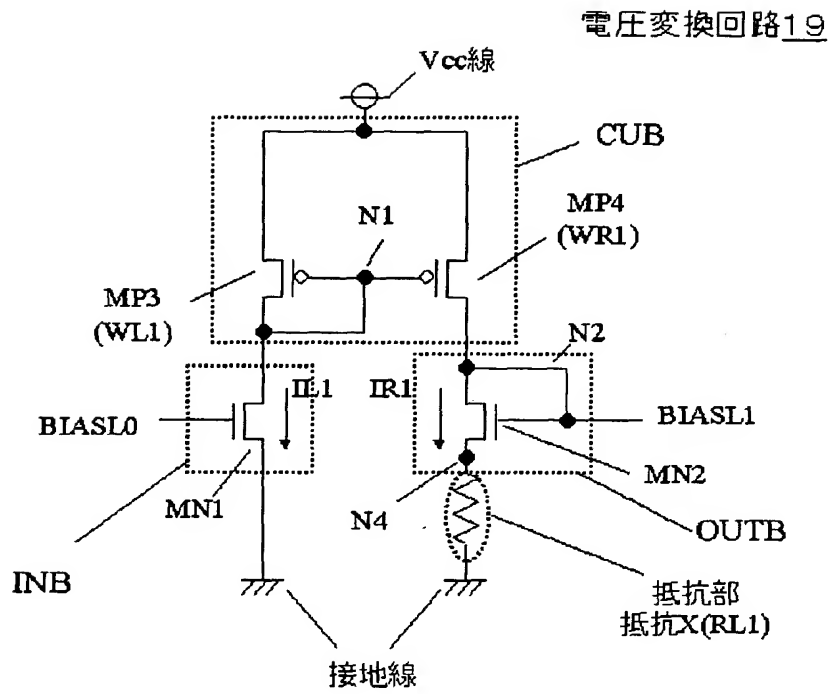 電圧変換回路19
Vcc線
CUB
N1
MP4
(WR1)
MP3
(WL1)
N2
IL1
IR1
BIASL0
BIASL1
MN1
MN2
N4
OUTB
INB
抵抗部
抵抗X(RL1)
接地線